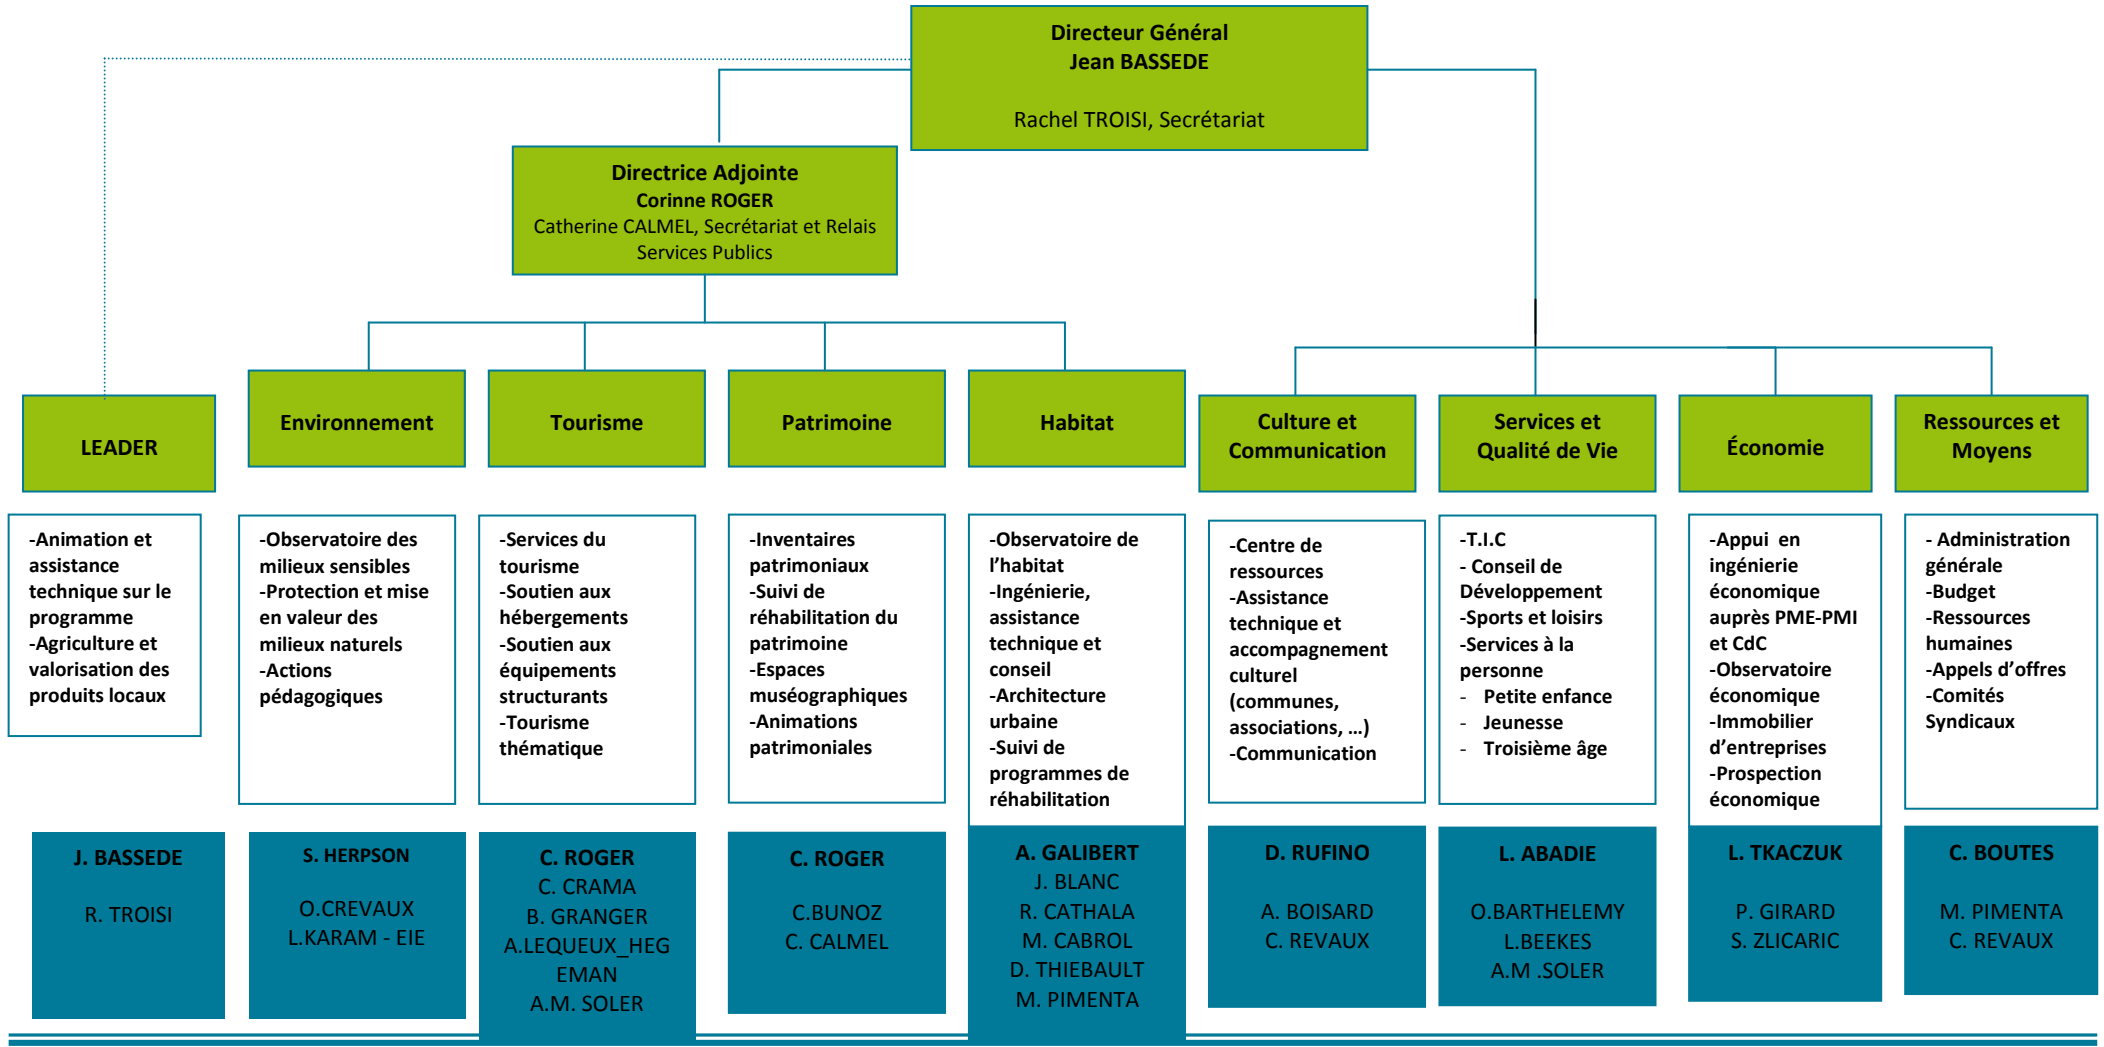 Directeur Général
Jean BASSEDE
Rachel TROISI, Secrétariat
Directrice Adjointe
Corinne ROGER
Catherine CALMEL, Secrétariat et Relais
Services Publics
LEADER
Environnement
Tourisme
Patrimoine
Habitat
Culture et
Communication
Services et
Qualité de Vie
Économie
Ressources et
Moyens
-Animation et
assistance
technique sur le
programme
-Agriculture et
valorisation des
produits locaux
-Observatoire des
milieux sensibles
-Protection et mise
en valeur des
milieux naturels
-Actions
pédagogiques
-Services du
tourisme
-Soutien aux
hébergements
-Soutien aux
équipements
structurants
-Tourisme
thématique
-Inventaires
patrimoniaux
-Suivi de
réhabilitation du
patrimoine
-Espaces
muséographiques
-Animations
patrimoniales
-Observatoire de
l’habitat
-Ingénierie,
assistance
technique et
conseil
-Architecture
urbaine
-Suivi de
programmes de
réhabilitation
-Centre de
ressources
-Assistance
technique et
accompagnement
culturel
(communes,
associations, …)
-Communication
-T.I.C
- Conseil de
Développement
-Sports et loisirs
-Services à la
personne
- Petite enfance
- Jeunesse
- Troisième âge
-Appui en
ingénierie
économique
auprès PME-PMI
et CdC
-Observatoire
économique
-Immobilier
d’entreprises
-Prospection
économique
- Administration
générale
-Budget
-Ressources
humaines
-Appels d’offres
-Comités
Syndicaux
J. BASSEDE
R. TROISI
S. HERPSON
O.CREVAUX
L.KARAM - EIE
C. ROGER
C. CRAMA
B. GRANGER
A.LEQUEUX_HEG
EMAN
A.M. SOLER
C. ROGER
C.BUNOZ
C. CALMEL
A. GALIBERT
J. BLANC
R. CATHALA
M. CABROL
D. THIEBAULT
M. PIMENTA
D. RUFINO
A. BOISARD
C. REVAUX
L. ABADIE
O.BARTHELEMY
L.BEEKES
A.M .SOLER
L. TKACZUK
P. GIRARD
S. ZLICARIC
C. BOUTES
M. PIMENTA
C. REVAUX